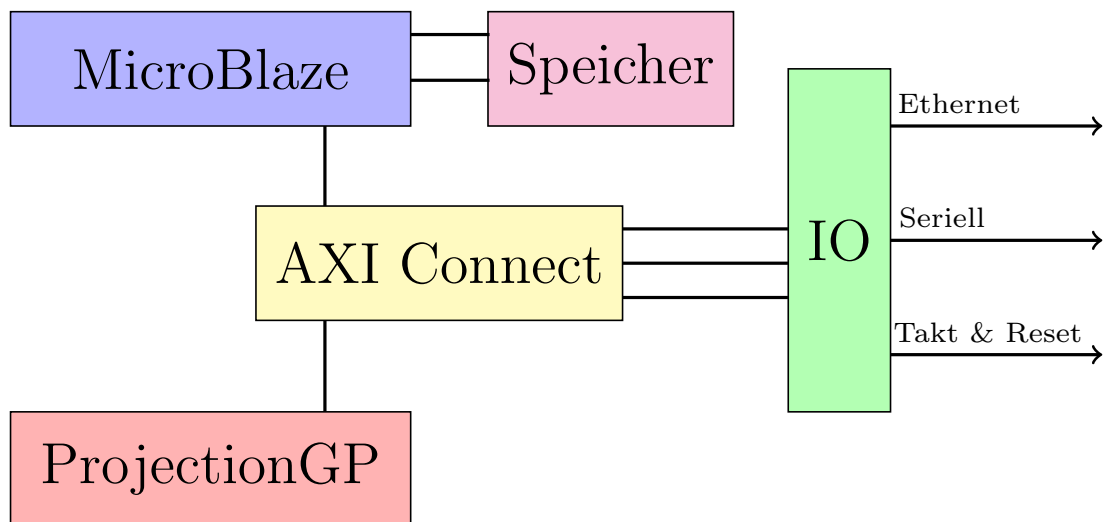 MicroBlaze
Speicher
Ethernet
AXI Connect
IO
Seriell
Takt & Reset
ProjectionGP